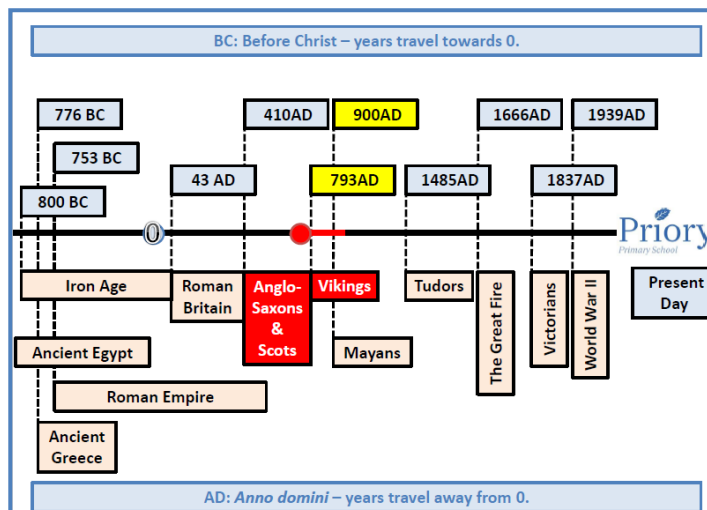 BC: Before Christ – years travel towards 0.
776 BC
410AD
900AD
1666AD
1939AD
753 BC
43 AD
793AD
1485AD
1837AD
800 BC
0
Priory
Primary School
Iron Age
Roman
Britain
Anglo-
Saxons
&
Scots
Vikings
Tudors
The Great Fire
Victorians
World War II
Present
Day
Ancient Egypt
Mayans
Roman Empire
Ancient
Greece
AD: Anno domini – years travel away from 0.